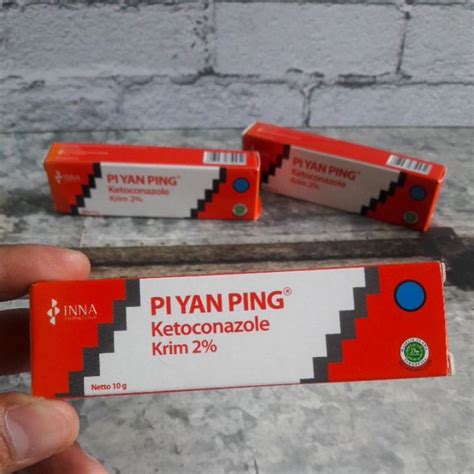 INNA
PI YAN PING®
Ketoconazole
Krim 2%
PI YAN PING®
Ketoconazole
Krim 2%
INNA
PI YAN PING®
Ketoconazole
Krim 2%
Netto 10 g